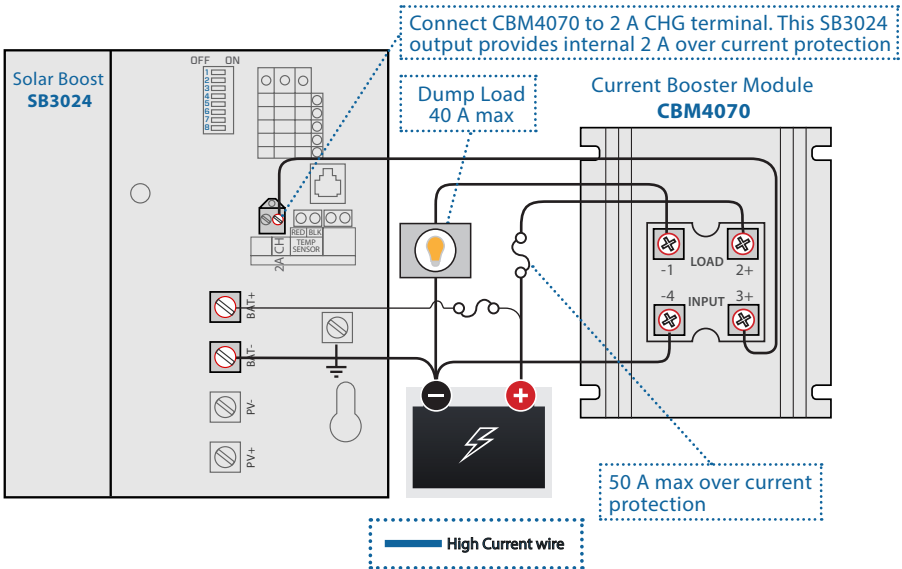 Connect CBM4070 to 2 A CHG terminal. This SB3024
output provides internal 2 A over current protection
Solar Boost
SB3024
OFF ON
1
2
3
4
5
6
7
8
Dump Load
40 A max
Current Booster Module
CBM4070
RED BLK
TEMP
SENSOR
2A CH
LOAD
-1
2+
-4
INPUT
3+
BAT+
BAT-
PV-
PV+
50 A max over current
protection
High Current wire